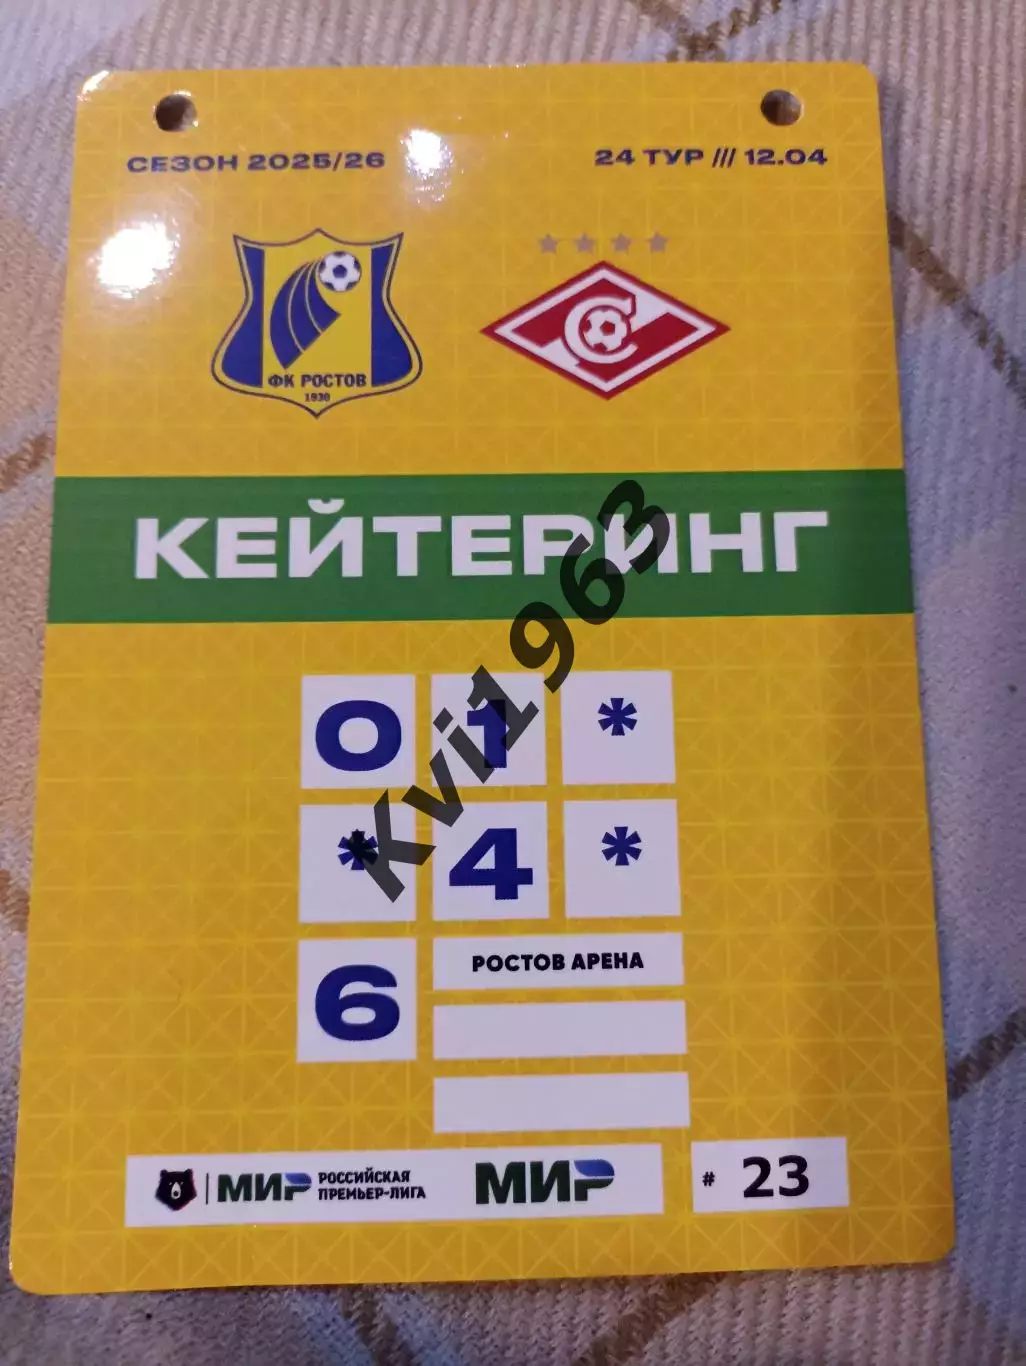 СЕЗОН 2025/26
24 ТУР /// 12.04
ФК РОСТОВ
1930
С
КЕЙТЕРИНГ
0 1 *
* 4 *
6
РОСТОВ АРЕНА
МИР РОССИЙСКАЯ
ПРЕМЬЕР-ЛИГА
МИР
# 23
Kvi1963